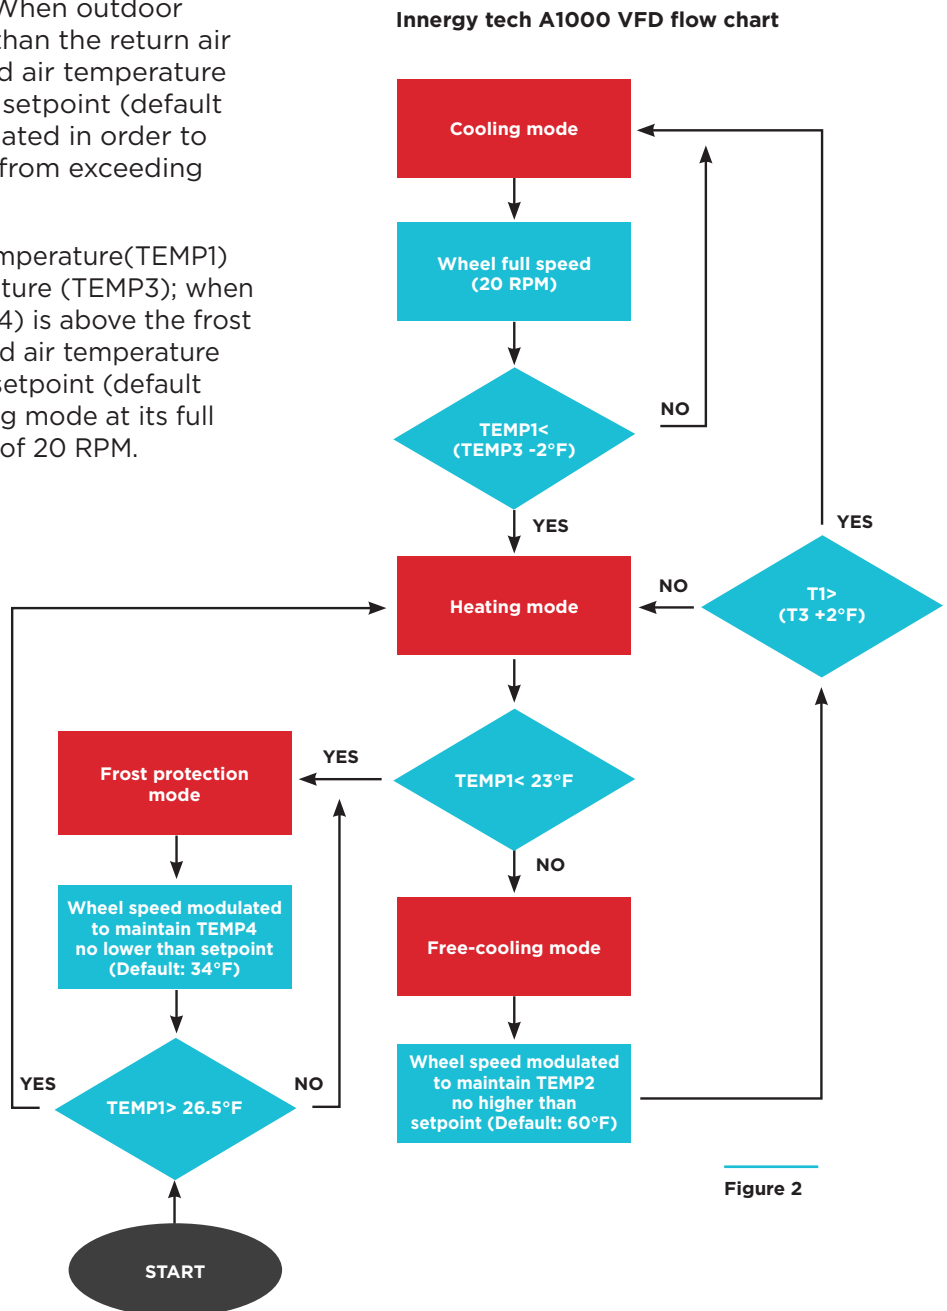 When outdoor
than the return air
d air temperature
setpoint (default
ated in order to
from exceeding
mperature(TEMP1)
ture (TEMP3); when
4) is above the frost
d air temperature
setpoint (default
g mode at its full
of 20 RPM.
Innergy tech A1000 VFD flow chart
Cooling mode
Wheel full speed
(20 RPM)
NO
TEMP1<
(TEMP3 -2°F)
YES
YES
Heating mode
NO
T1>
(T3 +2°F)
YES
TEMP1< 23°F
Frost protection
mode
NO
Wheel speed modulated
to maintain TEMP4
no lower than setpoint
(Default: 34°F)
Free-cooling mode
YES
NO
TEMP1> 26.5°F
Wheel speed modulated
to maintain TEMP2
no higher than
setpoint (Default: 60°F)
Figure 2
START